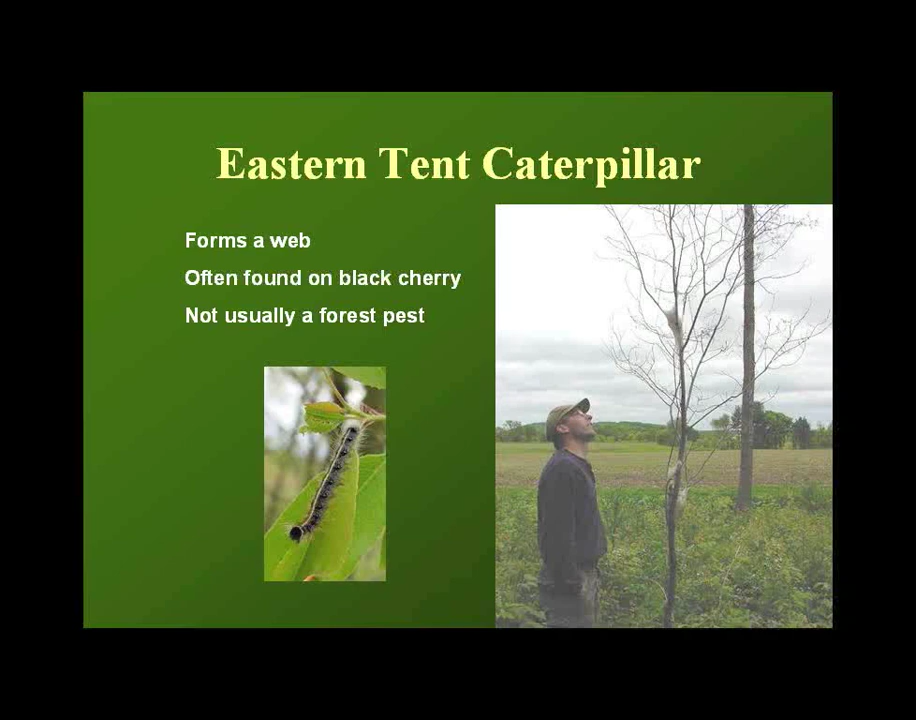 Eastern Tent Caterpillar
Forms a web
Often found on black cherry
Not usually a forest pest